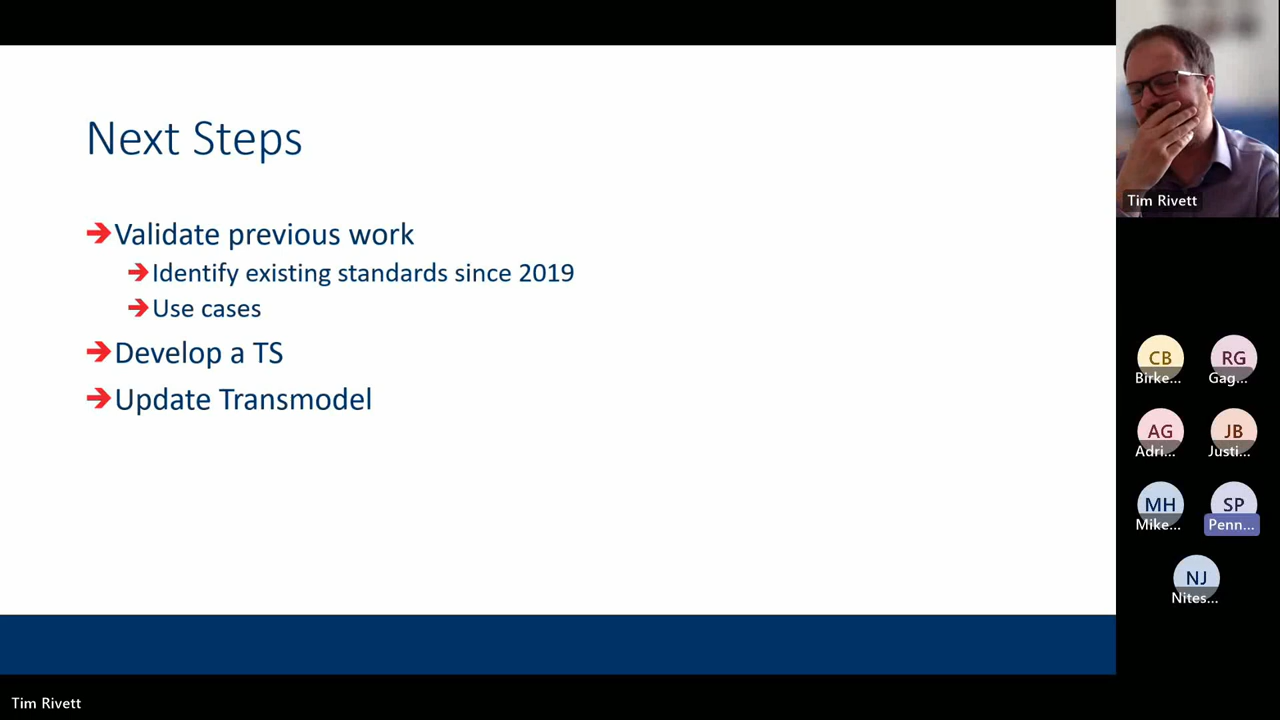 Next Steps
Validate previous work
Identify existing standards since 2019
Use cases
Develop a TS
Update Transmodel
Tim Rivett
CB
RG
Birke...
Gag...
AG
JB
Adri...
Justi...
MH
SP
Mike...
Penn...
NJ
Nites...
Tim Rivett